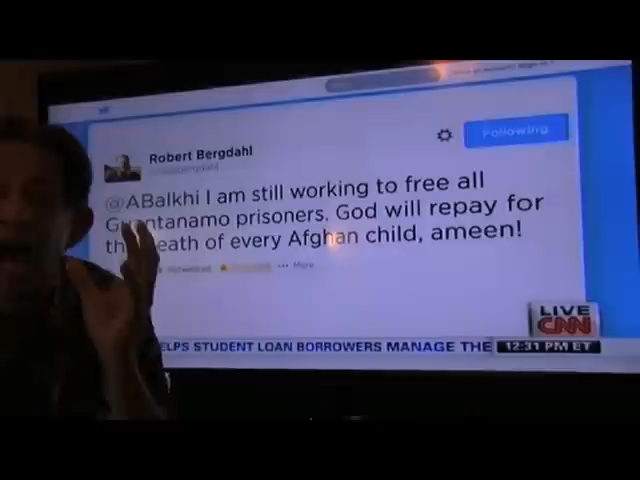 Following
Robert Bergdahl
@ABalkhi I am still working to free all
Guantanamo prisoners. God will repay for
the death of every Afghan child, ameen!
More
LIVE
CNN
ELPS STUDENT LOAN BORROWERS MANAGE THE
12:31 PM ET